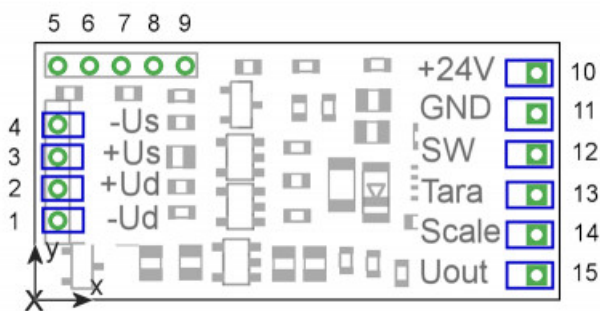 5 6 7 8 9
+24V 10
GND 11
4 -Us
SW 12
3 +Us
2 +Ud
Tara 13
1 -Ud
Scale 14
y
Uout 15
X x